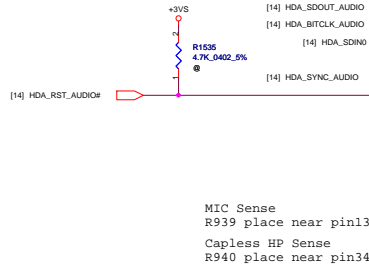 +3VS
[14] HDA_SDOUT_AUDIO
[14] HDA_BITCLK_AUDIO
[14] HDA_SDIN0
2
R1535
4.7K_0402_5%
@
1
[14] HDA_SYNC_AUDIO
[14] HDA_RST_AUDIO#
MIC Sense
R939 place near pin13
Capless HP Sense
R940 place near pin34